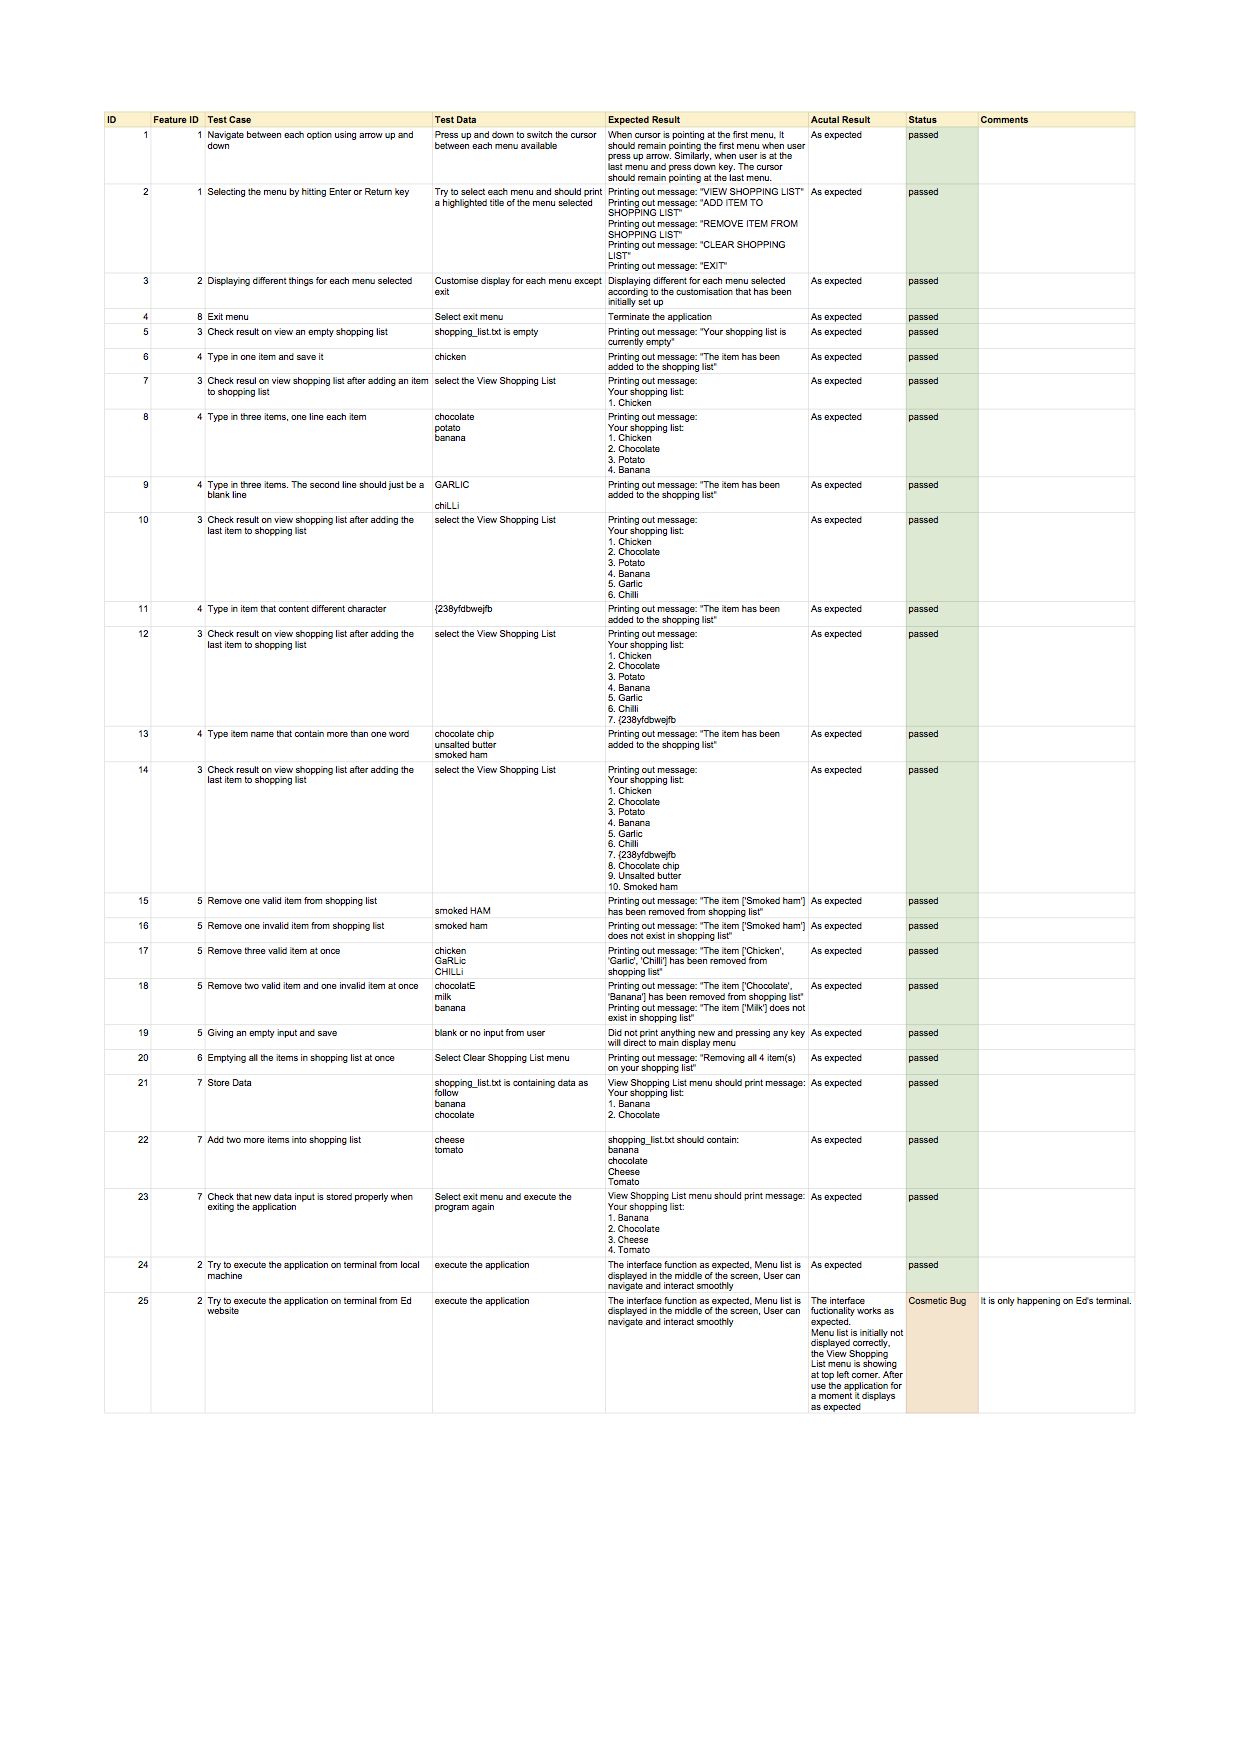 ID Feature ID Test Case Test Data Expected Result Acutal Result Status Comments
1 1 Navigate between each option using arrow up and
down
Press up and down to switch the cursor
between each menu available
When cursor is pointing at the first menu, It
should remain pointing the first menu when user
press up arrow. Similarly, when user is at the
last menu and press down key. The cursor
should remain pointing at the last menu.
As expected passed
2 1 Selecting the menu by hitting Enter or Return key
Try to select each menu and should print
a highlighted title of the menu selected
Printing out message: "VIEW SHOPPING LIST"
Printing out message: "ADD ITEM TO
SHOPPING LIST"
Printing out message: "REMOVE ITEM FROM
SHOPPING LIST"
Printing out message: "CLEAR SHOPPING
LIST"
Printing out message: "EXIT"
As expected passed
3 2 Displaying different things for each menu selected
Customise display for each menu except
exit
Displaying different for each menu selected
according to the customisation that has been
initially set up
As expected passed
4 8 Exit menu Select exit menu Terminate the application As expected passed
5 3 Check result on view an empty shopping list shopping_list.txt is empty
Printing out message: "Your shopping list is
currently empty"
As expected passed
6 4 Type in one item and save it chicken
Printing out message: "The item has been
added to the shopping list"
As expected passed
7 3 Check resul on view shopping list after adding an item
to shopping list
select the View Shopping List
Printing out message:
Your shopping list:
1. Chicken
As expected passed
8 4 Type in three items, one line each item
chocolate
potato
banana
Printing out message:
Your shopping list:
1. Chicken
2. Chocolate
3. Potato
4. Banana
As expected passed
9 4 Type in three items. The second line should just be a
blank line
GARLIC
chiLLi
Printing out message: "The item has been
added to the shopping list"
As expected passed
10 3 Check result on view shopping list after adding the
last item to shopping list
select the View Shopping List
Printing out message:
Your shopping list:
1. Chicken
2. Chocolate
3. Potato
4. Banana
5. Garlic
6. Chilli
As expected passed
11 4 Type in item that content different character {238yfdbwejfb
Printing out message: "The item has been
added to the shopping list"
As expected passed
12 3 Check result on view shopping list after adding the
last item to shopping list
select the View Shopping List
Printing out message:
Your shopping list:
1. Chicken
2. Chocolate
3. Potato
4. Banana
5. Garlic
6. Chilli
7. {238yfdbwejfb
As expected passed
13 4 Type item name that contain more than one word
chocolate chip
unsalted butter
smoked ham
Printing out message: "The item has been
added to the shopping list"
As expected passed
14 3 Check result on view shopping list after adding the
last item to shopping list
select the View Shopping List
Printing out message:
Your shopping list:
1. Chicken
2. Chocolate
3. Potato
4. Banana
5. Garlic
6. Chilli
7. {238yfdbwejfb
8. Chocolate chip
9. Unsalted butter
10. Smoked ham
As expected passed
15 5 Remove one valid item from shopping list
smoked HAM
Printing out message: "The item ['Smoked ham']
has been removed from shopping list"
As expected passed
16 5 Remove one invalid item from shopping list smoked ham
Printing out message: "The item ['Smoked ham']
does not exist in shopping list"
As expected passed
17 5 Remove three valid item at once
chicken
GaRLic
CHILLi
Printing out message: "The item ['Chicken',
'Garlic', 'Chilli'] has been removed from
shopping list"
As expected passed
18 5 Remove two valid item and one invalid item at once
chocolatE
milk
banana
Printing out message: "The item ['Chocolate',
'Banana'] has been removed from shopping list"
Printing out message: "The item ['Milk'] does not
exist in shopping list"
As expected passed
19 5 Giving an empty input and save blank or no input from user
Did not print anything new and pressing any key
will direct to main display menu
As expected passed
20 6 Emptying all the items in shopping list at once Select Clear Shopping List menu
Printing out message: "Removing all 4 item(s)
on your shopping list"
As expected passed
21 7 Store Data
shopping_list.txt is containing data as
follow
banana
chocolate
View Shopping List menu should print message:
Your shopping list:
1. Banana
2. Chocolate
As expected passed
22 7 Add two more items into shopping list
cheese
tomato
shopping_list.txt should contain:
banana
chocolate
Cheese
Tomato
As expected passed
23 7 Check that new data input is stored properly when
exiting the application
Select exit menu and execute the
program again
View Shopping List menu should print message:
Your shopping list:
1. Banana
2. Chocolate
3. Cheese
4. Tomato
As expected passed
24 2 Try to execute the application on terminal from local
machine
execute the application
The interface function as expected, Menu list is
displayed in the middle of the screen, User can
navigate and interact smoothly
As expected passed
25 2 Try to execute the application on terminal from Ed
website
execute the application
The interface function as expected, Menu list is
displayed in the middle of the screen, User can
navigate and interact smoothly
The interface
fuctionality works as
expected.
Menu list is initially not
displayed correctly,
the View Shopping
List menu is showing
at top left corner. After
use the application for
a moment it displays
as expected
Cosmetic Bug It is only happening on Ed's terminal.